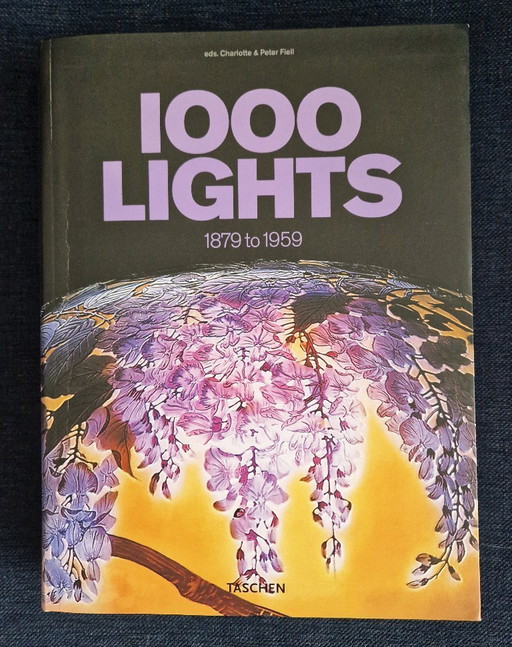 eds. Charlotte & Peter Fiell
1000
LIGHTS
1879 to 1959
TASCHEN